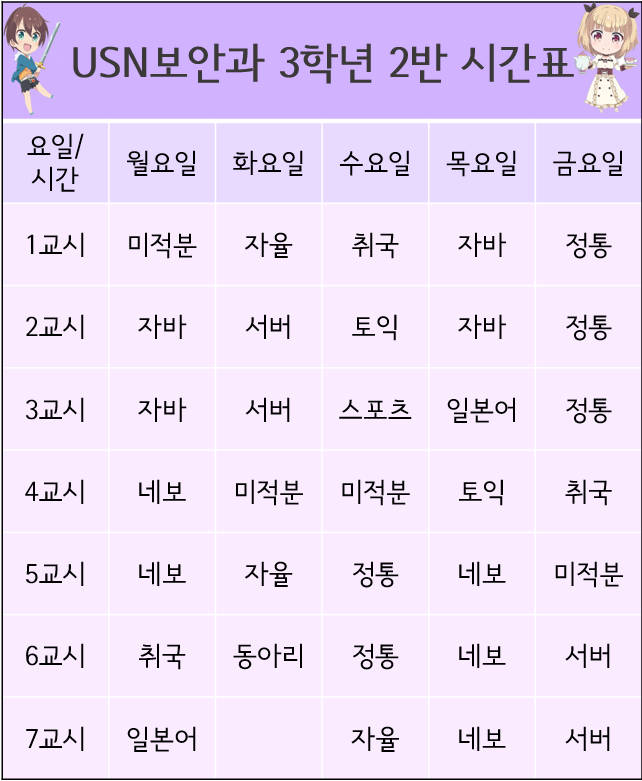 USN보안과 3학년 2반 시간표
요일/
시간 월요일 화요일 수요일 목요일 금요일
1교시 미적분 자율 취국 자바 정통
2교시 자바 서버 토익 자바 정통
3교시 자바 서버 스포츠 일본어 정통
4교시 네보 미적분 미적분 토익 취국
5교시 네보 자율 정통 네보 미적분
6교시 취국 동아리 정통 네보 서버
7교시 일본어 자율 네보 서버